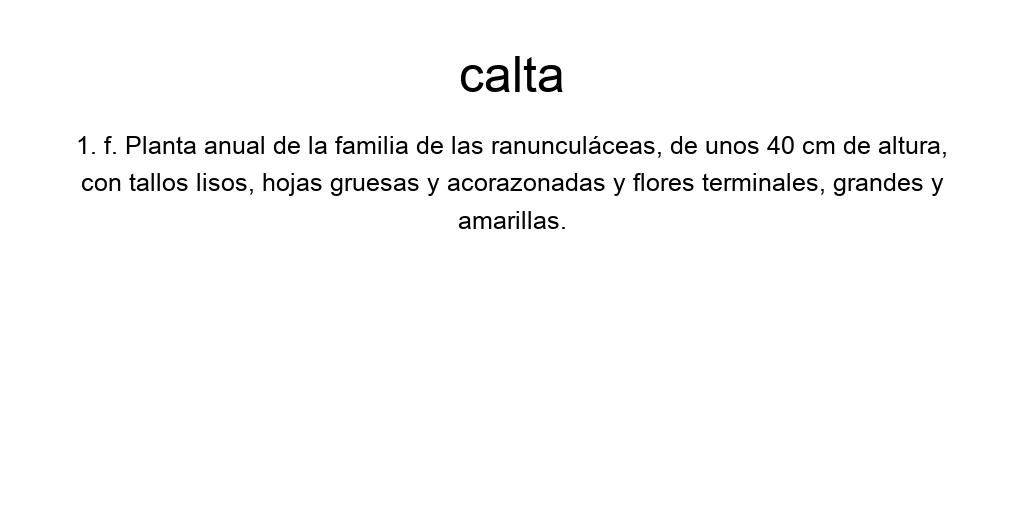 calta
1. f. Planta anual de la familia de las ranunculáceas, de unos 40 cm de altura,
con tallos lisos, hojas gruesas y acorazonadas y flores terminales, grandes y
amarillas.